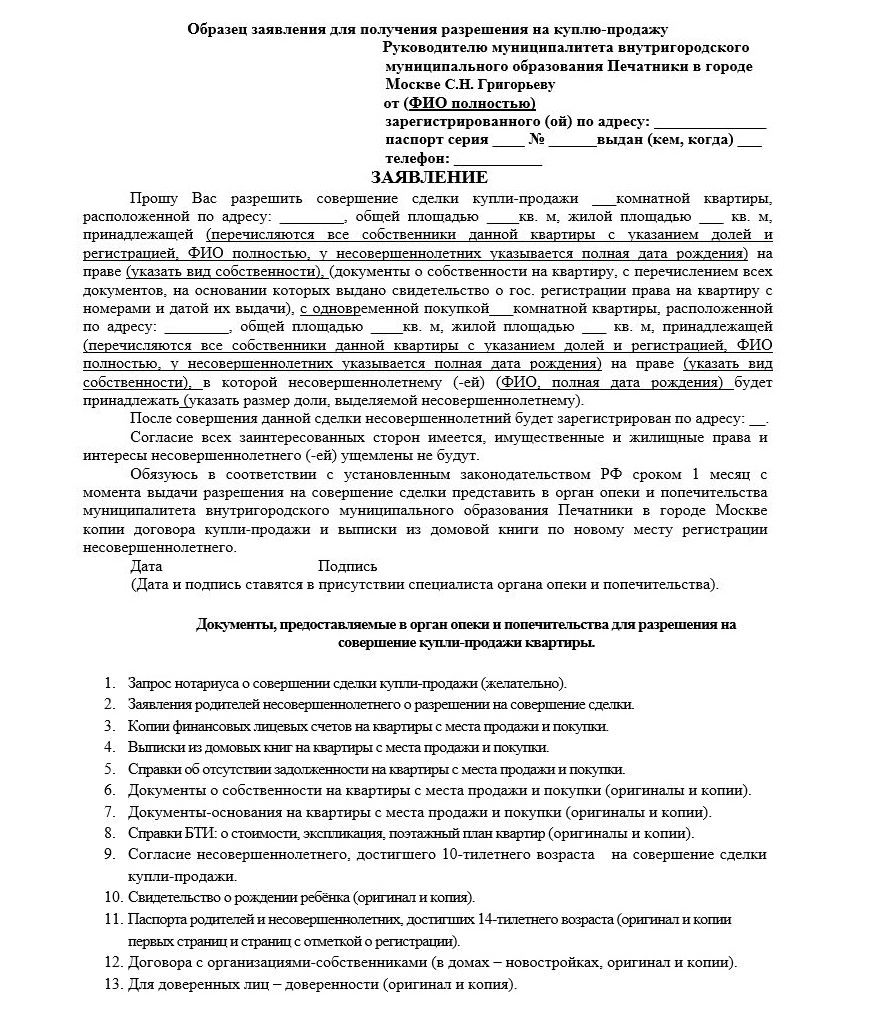 Образец заявления для получения разрешения на куплю-продажу
Руководителю муниципалитета внутригородского
муниципального образования Печатники в городе
Москве С.Н. Григорьеву
от (ФИО полностью)
зарегистрированного (ой) по адресу: ______________
паспорт серия ____ № ______выдан (кем, когда) ___
телефон: ___________
ЗАЯВЛЕНИЕ
Прошу Вас разрешить совершение сделки купли-продажи ___комнатной квартиры,
расположенной по адресу: ________, общей площадью ____кв. м, жилой площадью ___ кв. м,
принадлежащей (перечисляются все собственники данной квартиры с указанием долей и
регистрацией, ФИО полностью, у несовершеннолетних указывается полная дата рождения) на
праве (указать вид собственности), (документы о собственности на квартиру, с перечислением всех
документов, на основании которых выдано свидетельство о гос. регистрации права на квартиру с
номерами и датой их выдачи), с одновременной покупкой___комнатной квартиры, расположенной
по адресу: ________, общей площадью ____кв. м, жилой площадью ___ кв. м, принадлежащей
(перечисляются все собственники данной квартиры с указанием долей и регистрацией, ФИО
полностью, у несовершеннолетних указывается полная дата рождения) на праве (указать вид
собственности), в которой несовершеннолетнему (-ей) (ФИО, полная дата рождения) будет
принадлежать (указать размер доли, выделяемой несовершеннолетнему).
После совершения данной сделки несовершеннолетний будет зарегистрирован по адресу: __.
Согласие всех заинтересованных сторон имеется, имущественные и жилищные права и
интересы несовершеннолетнего (-ей) ущемлены не будут.
Обязуюсь в соответствии с установленным законодательством РФ сроком 1 месяц с
момента выдачи разрешения на совершение сделки представить в орган опеки и попечительства
муниципалитета внутригородского муниципального образования Печатники в городе Москве
копии договора купли-продажи и выписки из домовой книги по новому месту регистрации
несовершеннолетнего.
Дата Подпись
(Дата и подпись ставятся в присутствии специалиста органа опеки и попечительства).
Документы, предоставляемые в орган опеки и попечительства для разрешения на
совершение купли-продажи квартиры.
1. Запрос нотариуса о совершении сделки купли-продажи (желательно).
2. Заявления родителей несовершеннолетнего о разрешении на совершение сделки.
3. Копии финансовых лицевых счетов на квартиры с места продажи и покупки.
4. Выписки из домовых книг на квартиры с места продажи и покупки.
5. Справки об отсутствии задолженности на квартиры с места продажи и покупки.
6. Документы о собственности на квартиры с места продажи и покупки (оригиналы и копии).
7. Документы-основания на квартиры с места продажи и покупки (оригиналы и копии).
8. Справки БТИ: о стоимости, экспликация, поэтажный план квартир (оригиналы и копии).
9. Согласие несовершеннолетнего, достигшего 10-тилетнего возраста на совершение сделки
купли-продажи.
10. Свидетельство о рождении ребёнка (оригинал и копия).
11. Паспорта родителей и несовершеннолетних, достигших 14-тилетнего возраста (оригинал и копии
первых страниц и страниц с отметкой о регистрации).
12. Договора с организациями-собственниками (в домах – новостройках, оригинал и копии).
13. Для доверенных лиц – доверенности (оригинал и копия).